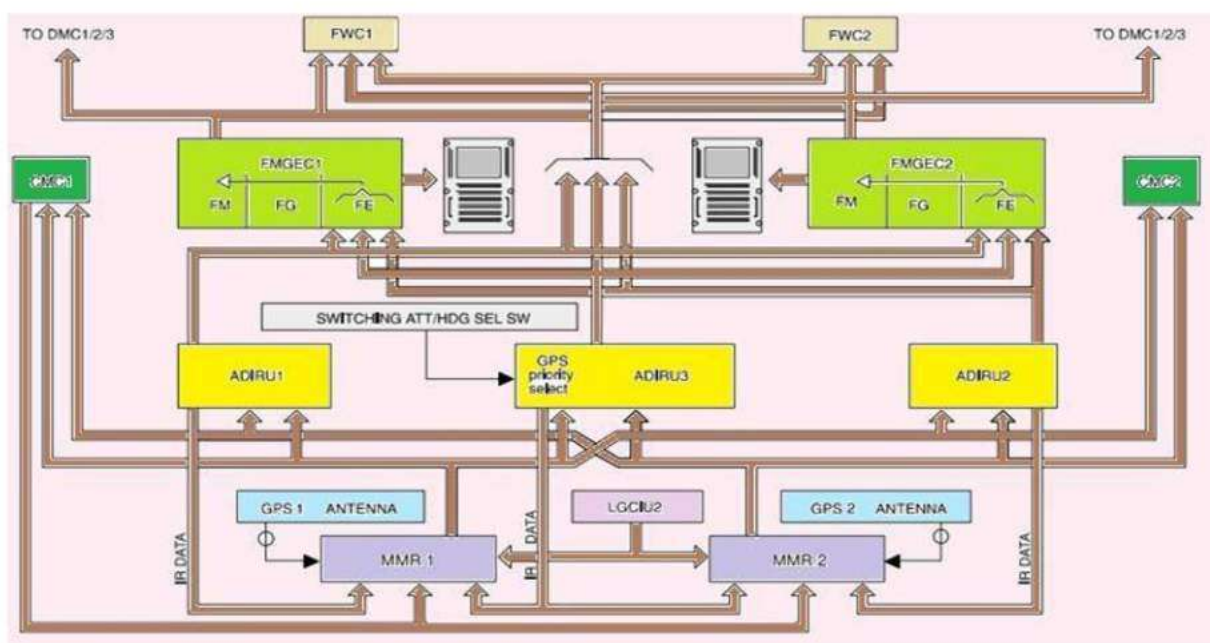 TO DMC1/2/3
FWC1
FWC2
TO DMC1/2/3
CMC1
FMGEC1
FM
FG
FE
FMGEC2
FM
FG
FE
CMC2
SWITCHING ATT/HDG SEL SW
ADIRU1
GPS
priority
select
ADIRU3
ADIRU2
GPS 1 ANTENNA
LGCIU2
GPS 2 ANTENNA
IR DATA
MMR 1
IR DATA
MMR 2
IR DATA